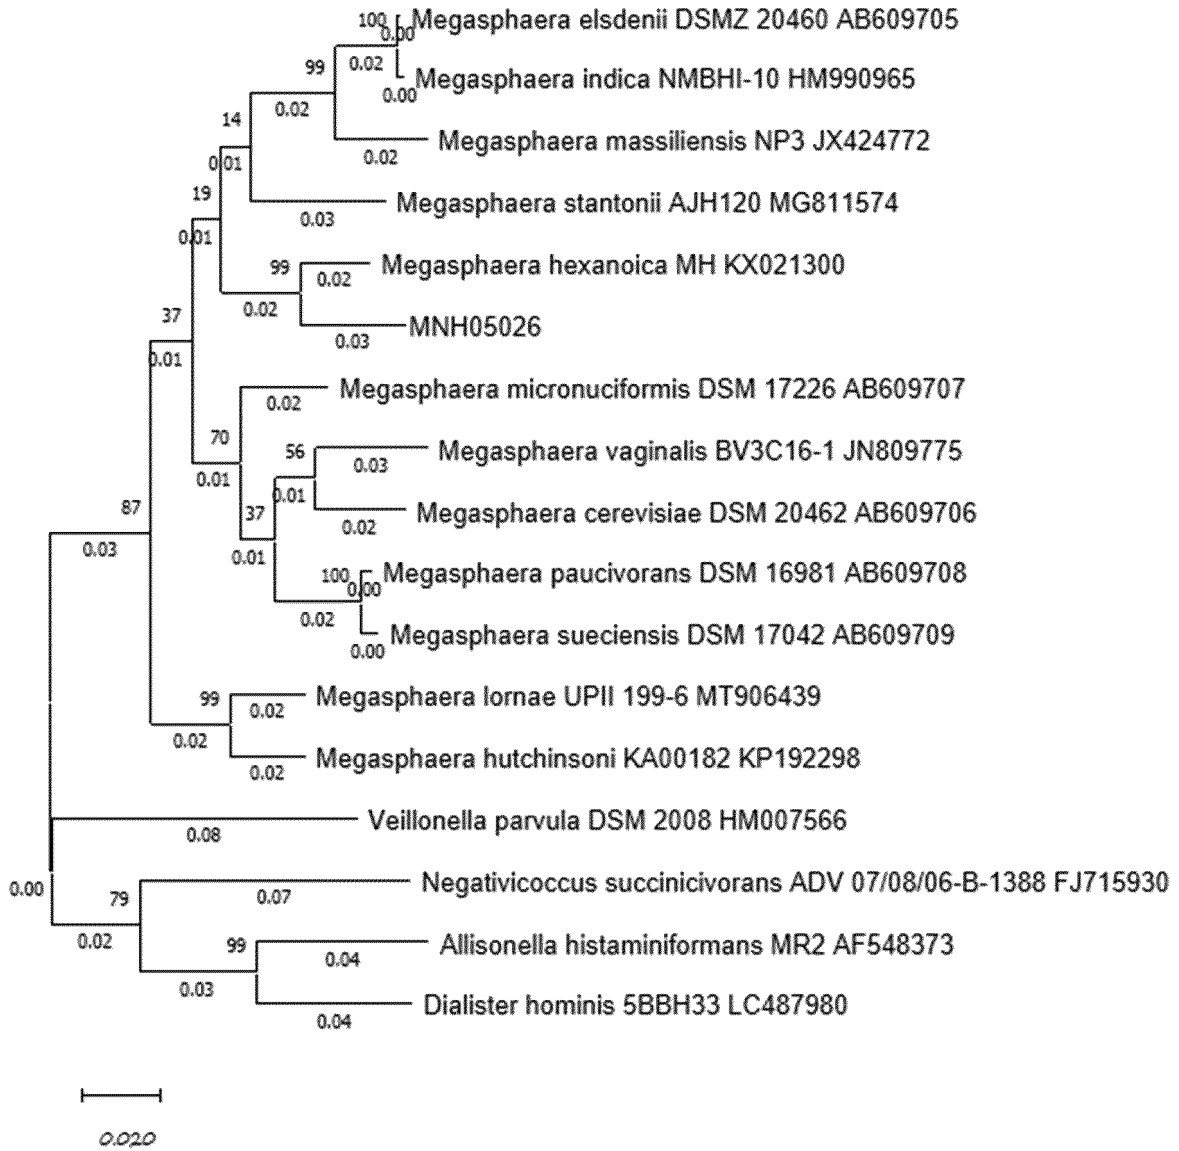 100
0.00
Megasphaera elsdenii DSMZ 20460 AB609705
0.02
99
Megasphaera indica NMBHI-10 HM990965
0.00
0.02
14
Megasphaera massiliensis NP3 JX424772
0.02
0.01
19
Megasphaera stantonii AJH120 MG811574
0.03
0.01
99
Megasphaera hexanoica MH KX021300
0.02
0.02
37
MNH05026
0.03
0.01
Megasphaera micronuciformis DSM 17226 AB609707
0.02
70
56
Megasphaera vaginalis BV3C16-1 JN809775
0.03
0.01
0.01
87
37
Megasphaera cerevisiae DSM 20462 AB609706
0.02
0.03
0.01
100
Megasphaera paucivorans DSM 16981 AB609708
0.00
0.02
Megasphaera sueciensis DSM 17042 AB609709
0.00
99
Megasphaera lornae UPII 199-6 MT906439
0.02
0.02
Megasphaera hutchinsoni KA00182 KP192298
0.02
Veillonella parvula DSM 2008 HM007566
0.08
0.00
79
Negativicoccus succinicivorans ADV 07/08/06-B-1388 FJ715930
0.07
0.02
99
Allisonella histaminiformans MR2 AF548373
0.04
0.03
Dialister hominis 5BBH33 LC487980
0.04
0.020